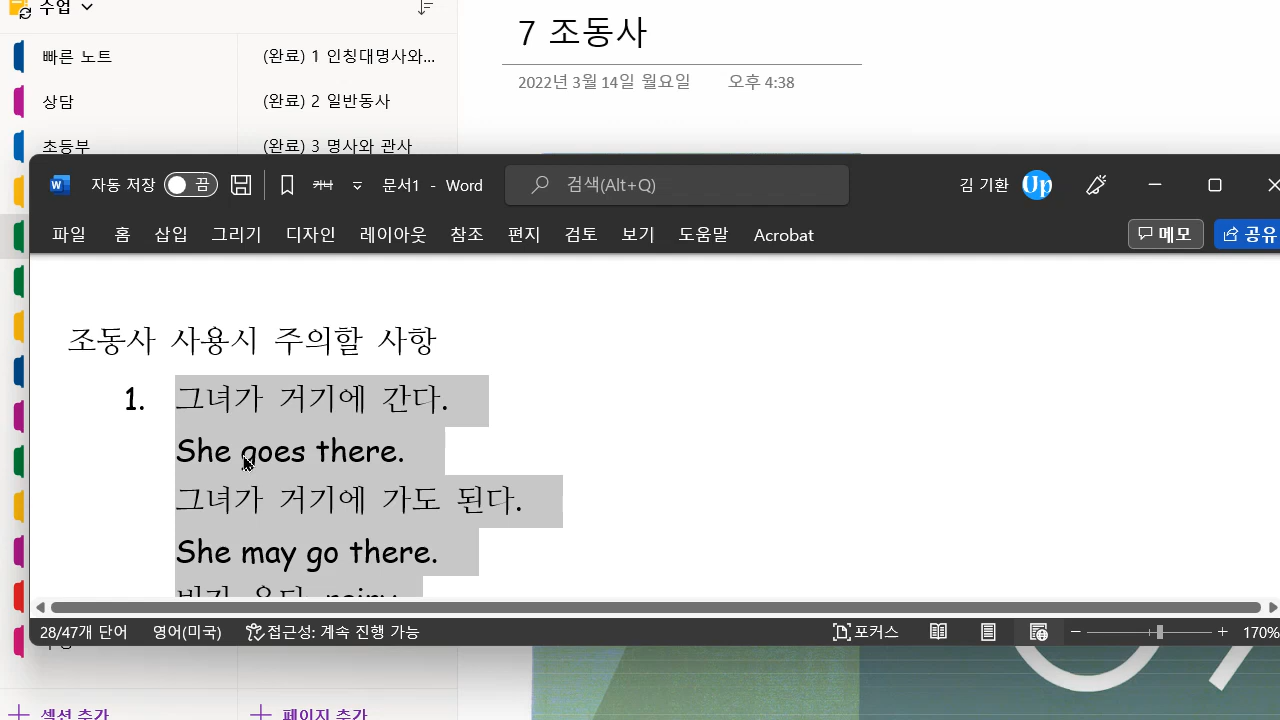 수업
7 조동사
2022년 3월 14일 월요일 오후 4:38
빠른 노트
상담
초등부
(완료) 1 인칭대명사와...
(완료) 2 일반동사
(완료) 3 명사와 관사
자동 저장 끔 가나 문서1 - Word 검색(Alt+Q) 김 기환 Up
파일 홈 삽입 그리기 디자인 레이아웃 참조 편지 검토 보기 도움말 Acrobat 메모 공유
조동사 사용시 주의할 사항
1. 그녀가 거기에 간다.
She goes there.
그녀가 거기에 가도 된다.
She may go there.
비가 온다. rainy
28/47개 단어 영어(미국) 접근성: 계속 진행 가능 포커스 170%
섹션 추가 페이지 추가